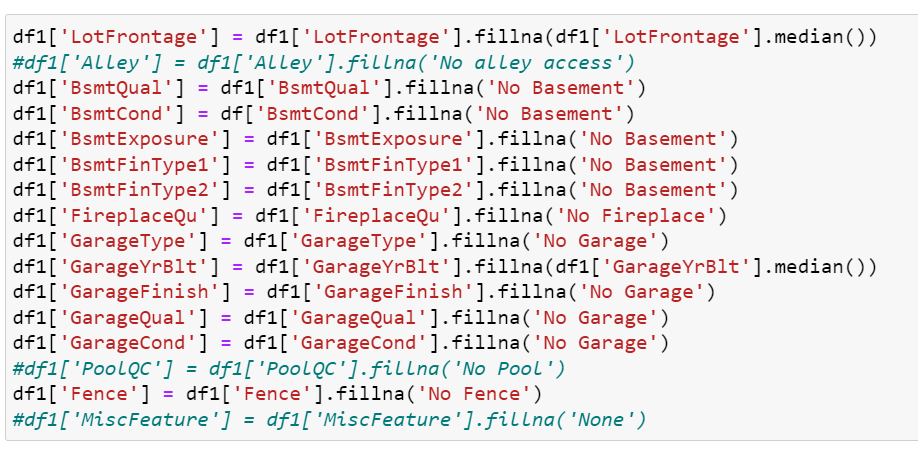 df1['LotFrontage'] = df1['LotFrontage'].fillna(df1['LotFrontage'].median())
#df1['Alley'] = df1['Alley'].fillna('No alley access')
df1['BsmtQual'] = df1['BsmtQual'].fillna('No Basement')
df1['BsmtCond'] = df['BsmtCond'].fillna('No Basement')
df1['BsmtExposure'] = df1['BsmtExposure'].fillna('No Basement')
df1['BsmtFinType1'] = df1['BsmtFinType1'].fillna('No Basement')
df1['BsmtFinType2'] = df1['BsmtFinType2'].fillna('No Basement')
df1['FireplaceQu'] = df1['FireplaceQu'].fillna('No Fireplace')
df1['GarageType'] = df1['GarageType'].fillna('No Garage')
df1['GarageYrBlt'] = df1['GarageYrBlt'].fillna(df1['GarageYrBlt'].median())
df1['GarageFinish'] = df1['GarageFinish'].fillna('No Garage')
df1['GarageQual'] = df1['GarageQual'].fillna('No Garage')
df1['GarageCond'] = df1['GarageCond'].fillna('No Garage')
#df1['PoolQC'] = df1['PoolQC'].fillna('No Pool')
df1['Fence'] = df1['Fence'].fillna('No Fence')
#df1['MiscFeature'] = df1['MiscFeature'].fillna('None')